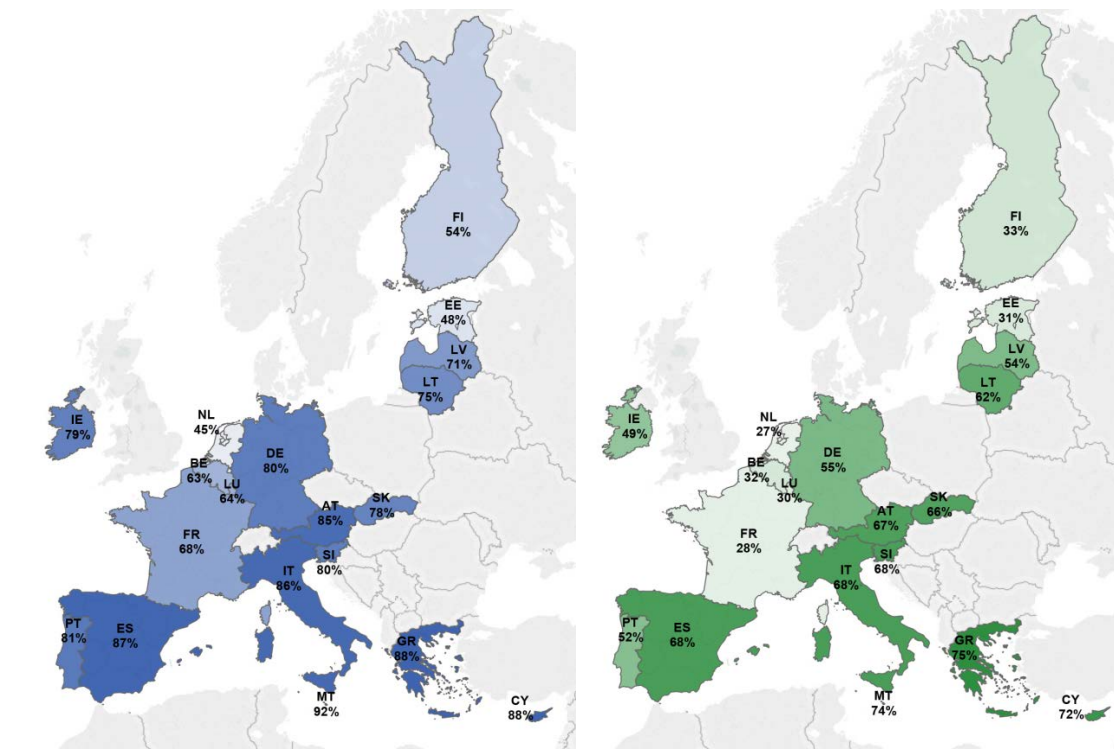 FI
54%
EE
48%
LV
71%
LT
75%
IE
79%
NL
45%
DE
80%
BE
63%
LU
64%
SK
78%
AT
85%
FR
68%
SI
80%
IT
86%
PT
81%
ES
87%
GR
88%
MT
92%
CY
88%
FI
33%
EE
31%
LV
54%
LT
62%
IE
49%
NL
27%
DE
55%
BE
32%
LU
30%
SK
66%
AT
67%
FR
28%
SI
68%
IT
68%
PT
52%
ES
68%
GR
75%
MT
74%
CY
72%